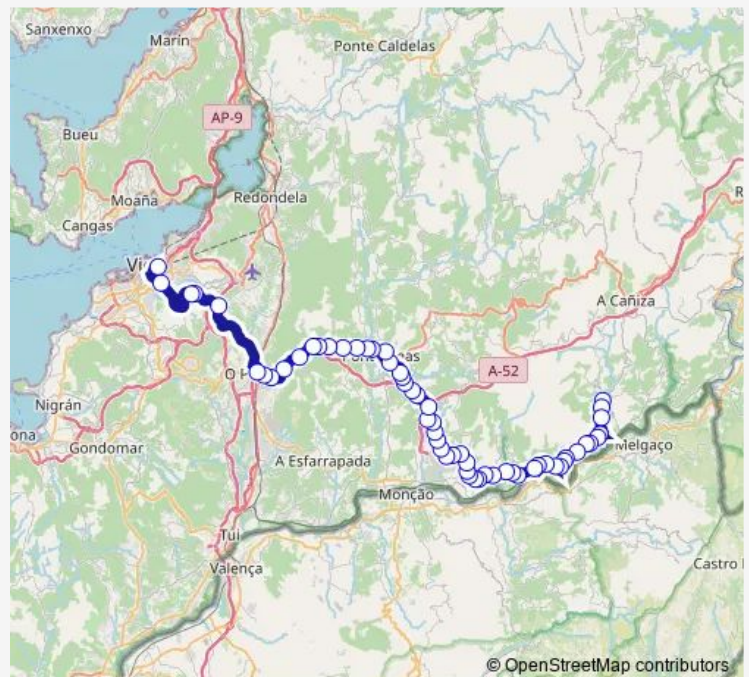 Sanxenxo
Marín
Ponte Caldelas
AP-9
Bueu
Moaña
Redondela
Cangas
A Cañiza
A-52
Nigrán
Gondomar
A Esfarrapada
Melgaço
Monção
Tui
Valença
© OpenStreetMap contributors